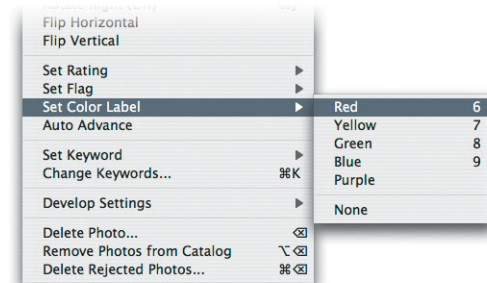 Flip Horizontal
Flip Vertical
Set Rating
Set Flag
Set Color Label
Auto Advance
Set Keyword
Change Keywords... ⌘K
Develop Settings
Delete Photo... ⌫
Remove Photos from Catalog ⌥⌫
Delete Rejected Photos... ⌘⌫
Red 6
Yellow 7
Green 8
Blue 9
Purple
None